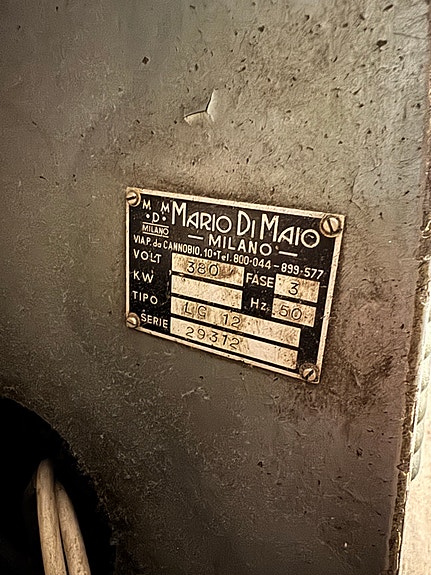 M M
• D •
MILANO
MARIO DI MAIO
— MILANO —
VIA P. da CANNOBIO, 10 • Tel. 800-044 – 899-577
VOLT 380 FASE 3
KW Hz 50
TIPO LG 12
SERIE 29312